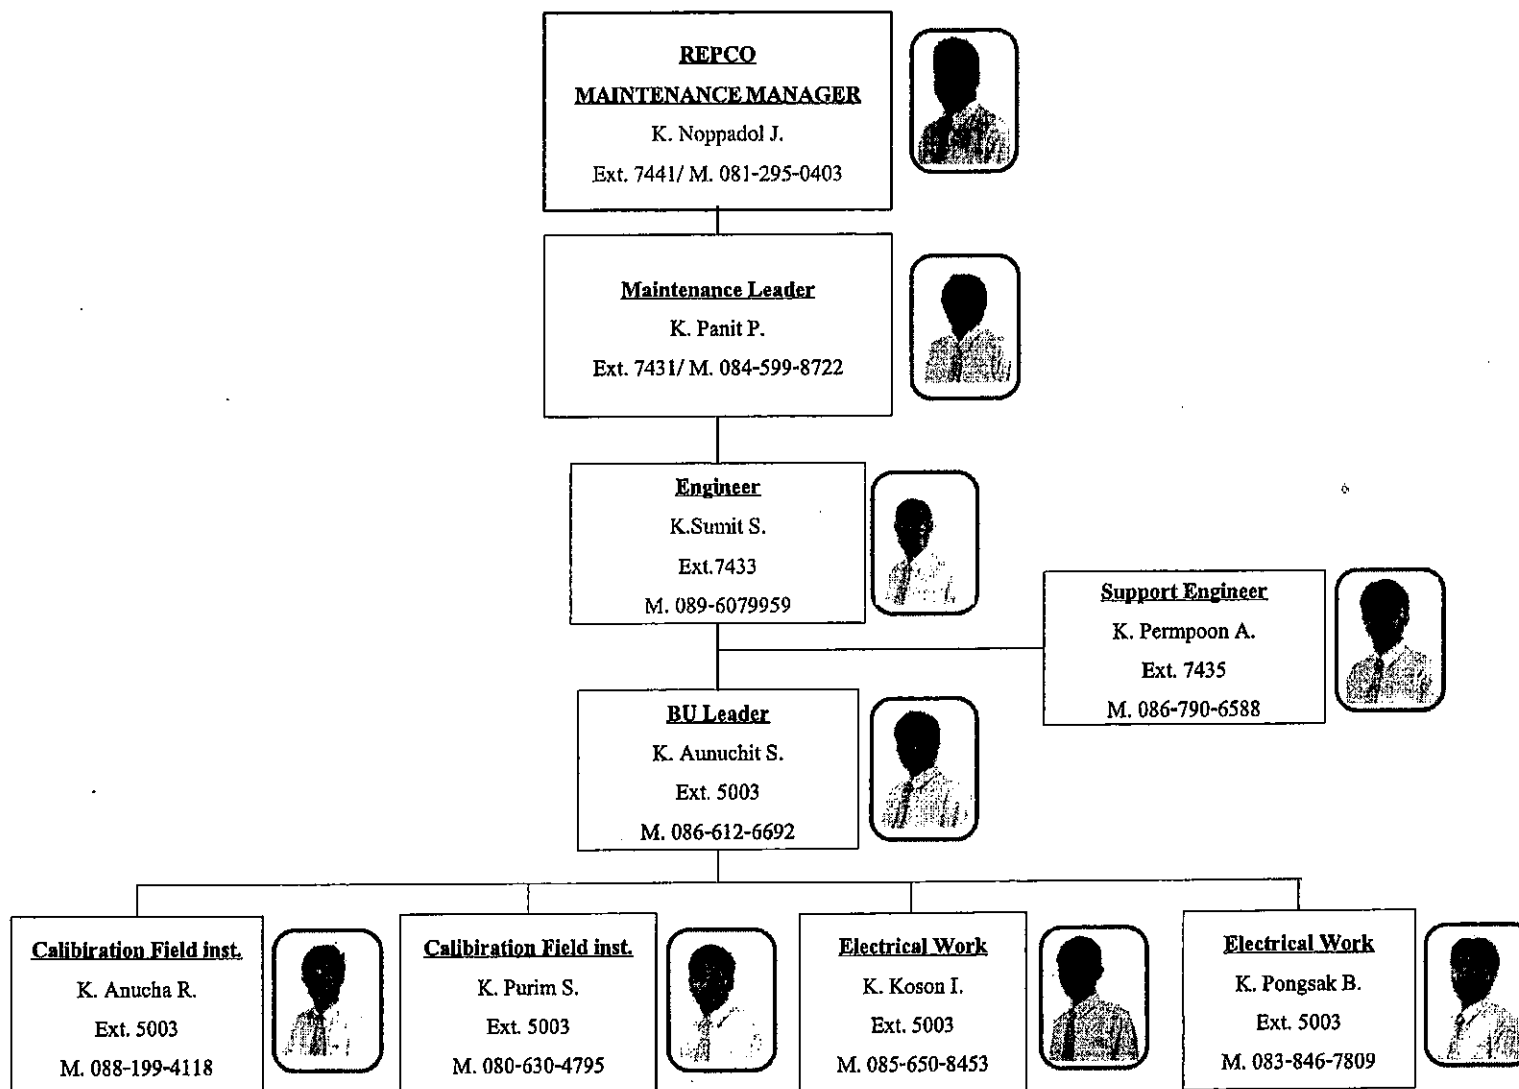 REPCO
MAINTENANCE MANAGER
K. Noppadol J.
Ext. 7441/ M. 081-295-0403
Maintenance Leader
K. Panit P.
Ext. 7431/ M. 084-599-8722
Engineer
K.Sumit S.
Ext.7433
M. 089-6079959
Support Engineer
K. Permpoon A.
Ext. 7435
M. 086-790-6588
BU Leader
K. Aunuchit S.
Ext. 5003
M. 086-612-6692
Calibiration Field inst.
K. Anucha R.
Ext. 5003
M. 088-199-4118
Calibiration Field inst.
K. Purim S.
Ext. 5003
M. 080-630-4795
Electrical Work
K. Koson I.
Ext. 5003
M. 085-650-8453
Electrical Work
K. Pongsak B.
Ext. 5003
M. 083-846-7809